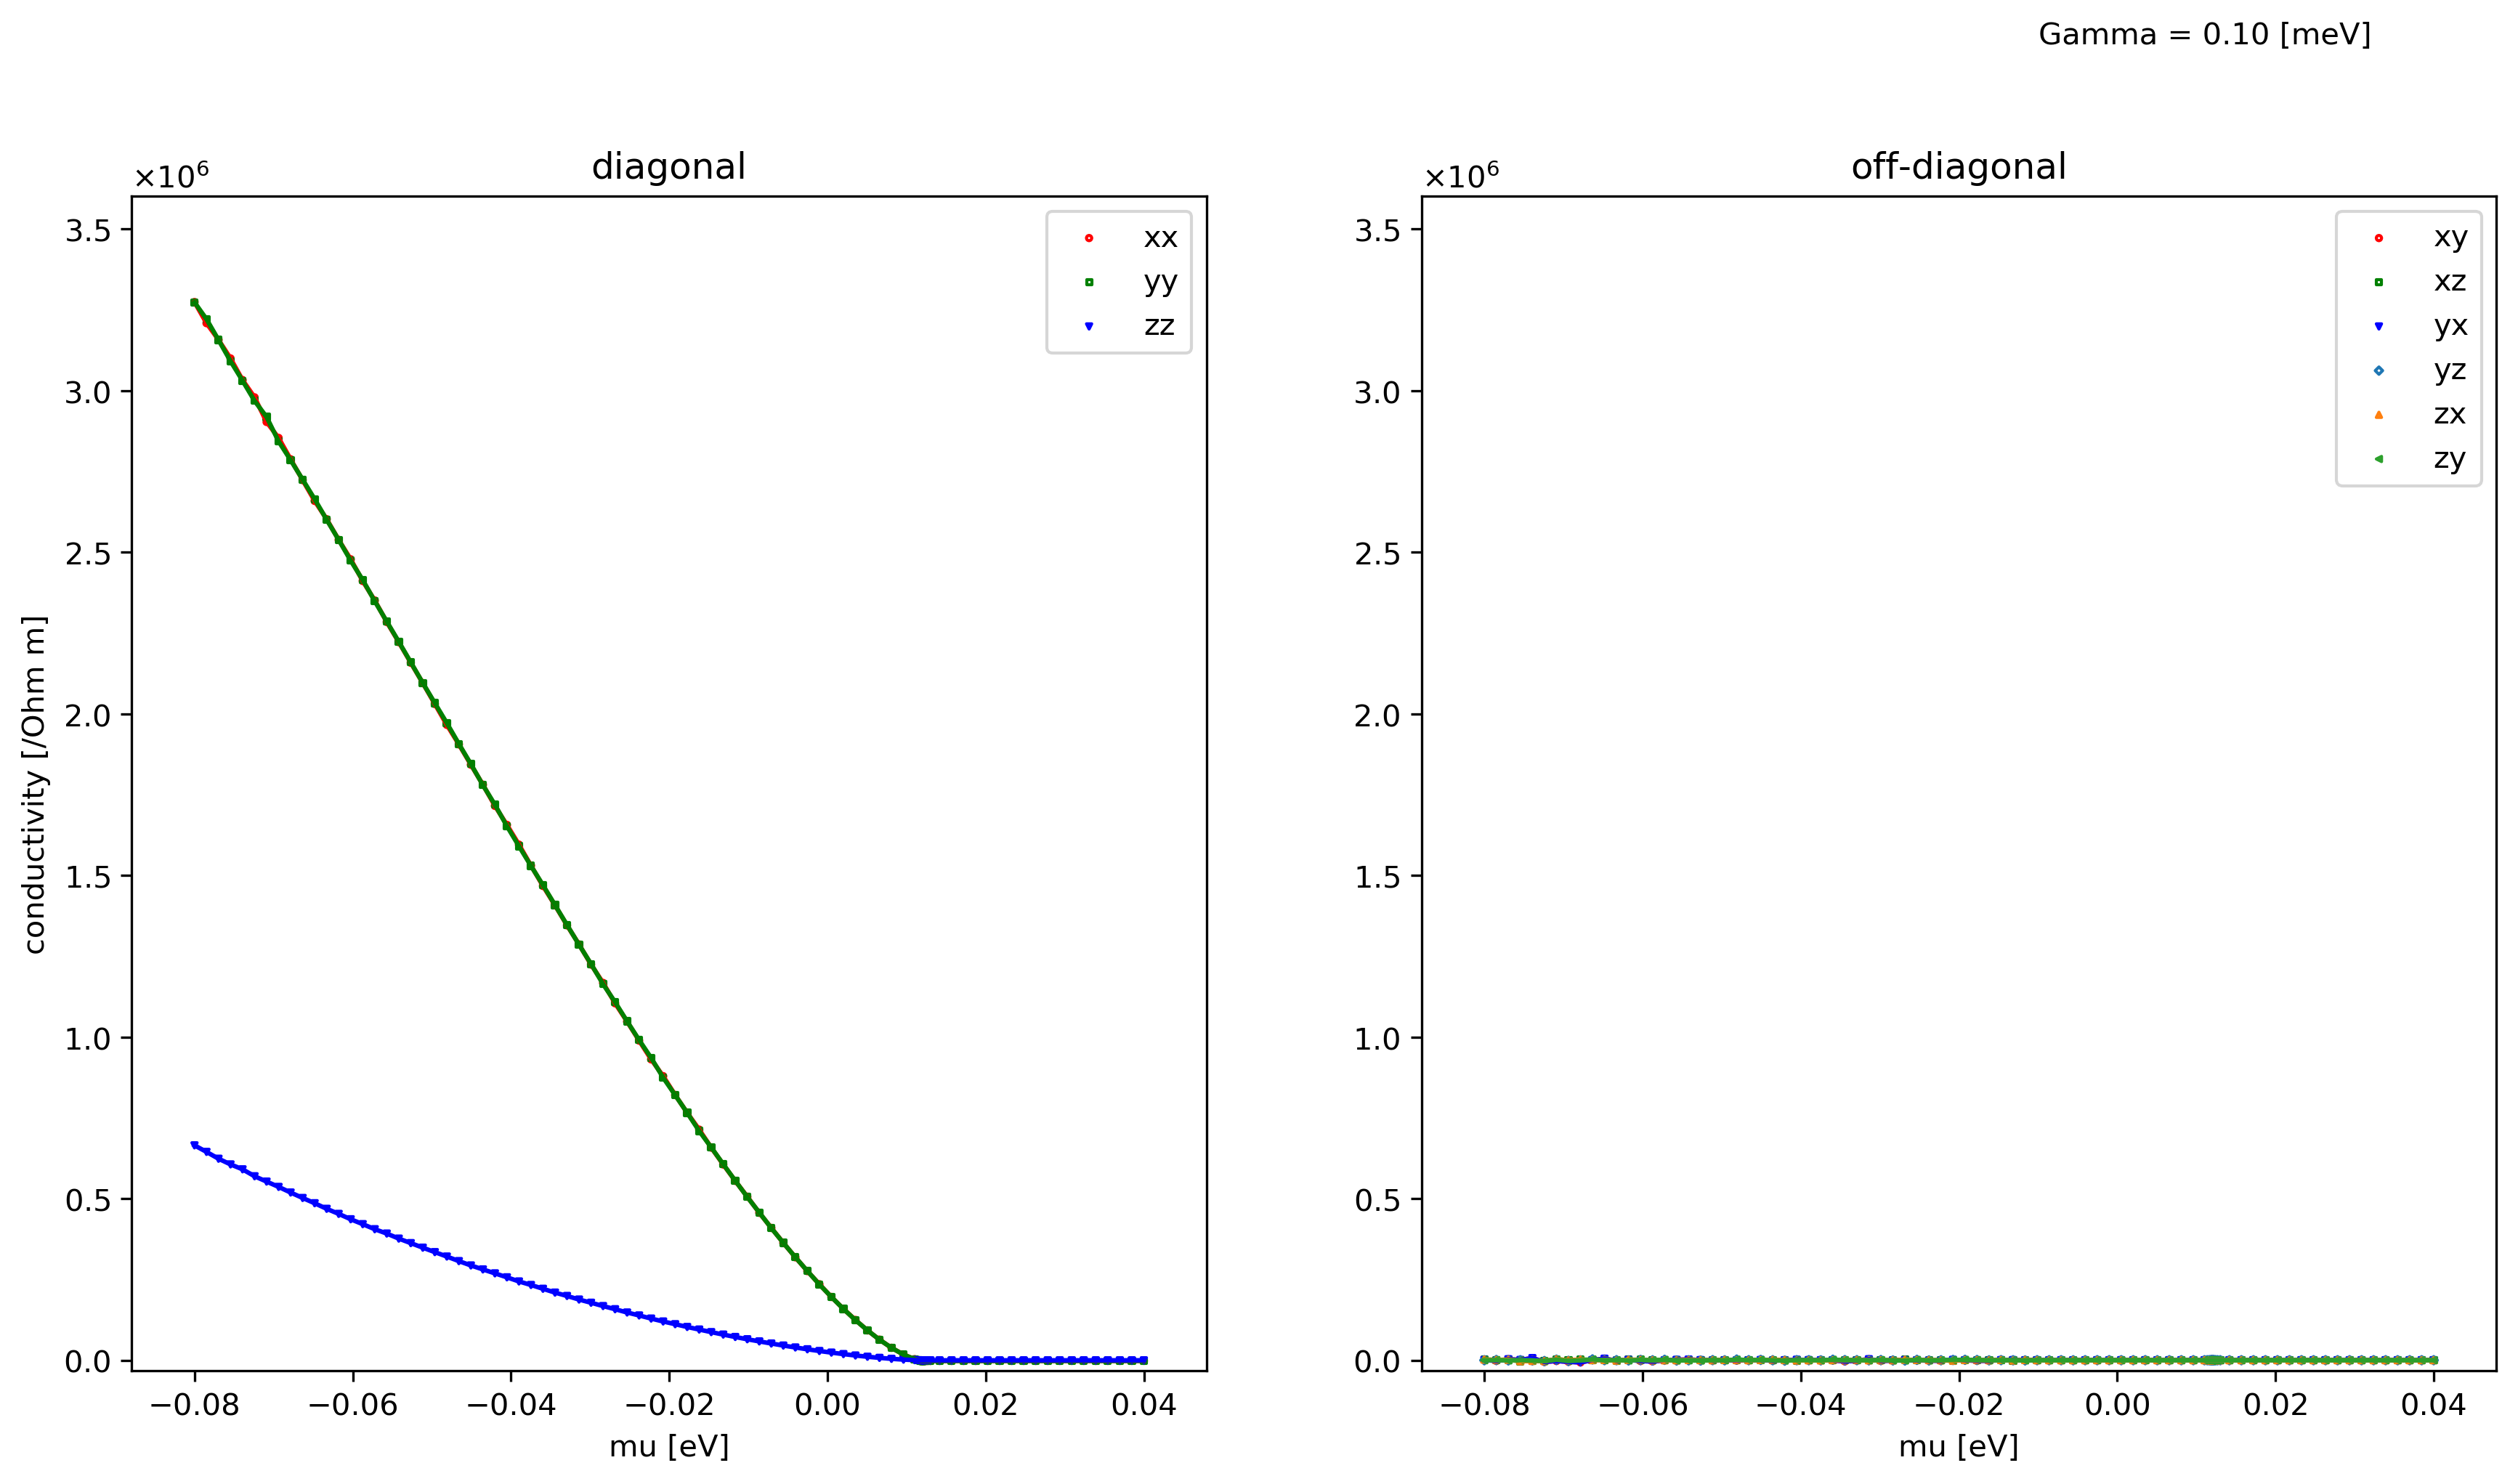 Gamma = 0.10 [meV]
diagonal
×10⁶
3.5
3.0
2.5
2.0
1.5
1.0
0.5
0.0
conductivity [/Ohm m]
xx
yy
zz
−0.08 −0.06 −0.04 −0.02 0.00 0.02 0.04
mu [eV]
off-diagonal
×10⁶
3.5
3.0
2.5
2.0
1.5
1.0
0.5
0.0
xy
xz
yx
yz
zx
zy
−0.08 −0.06 −0.04 −0.02 0.00 0.02 0.04
mu [eV]